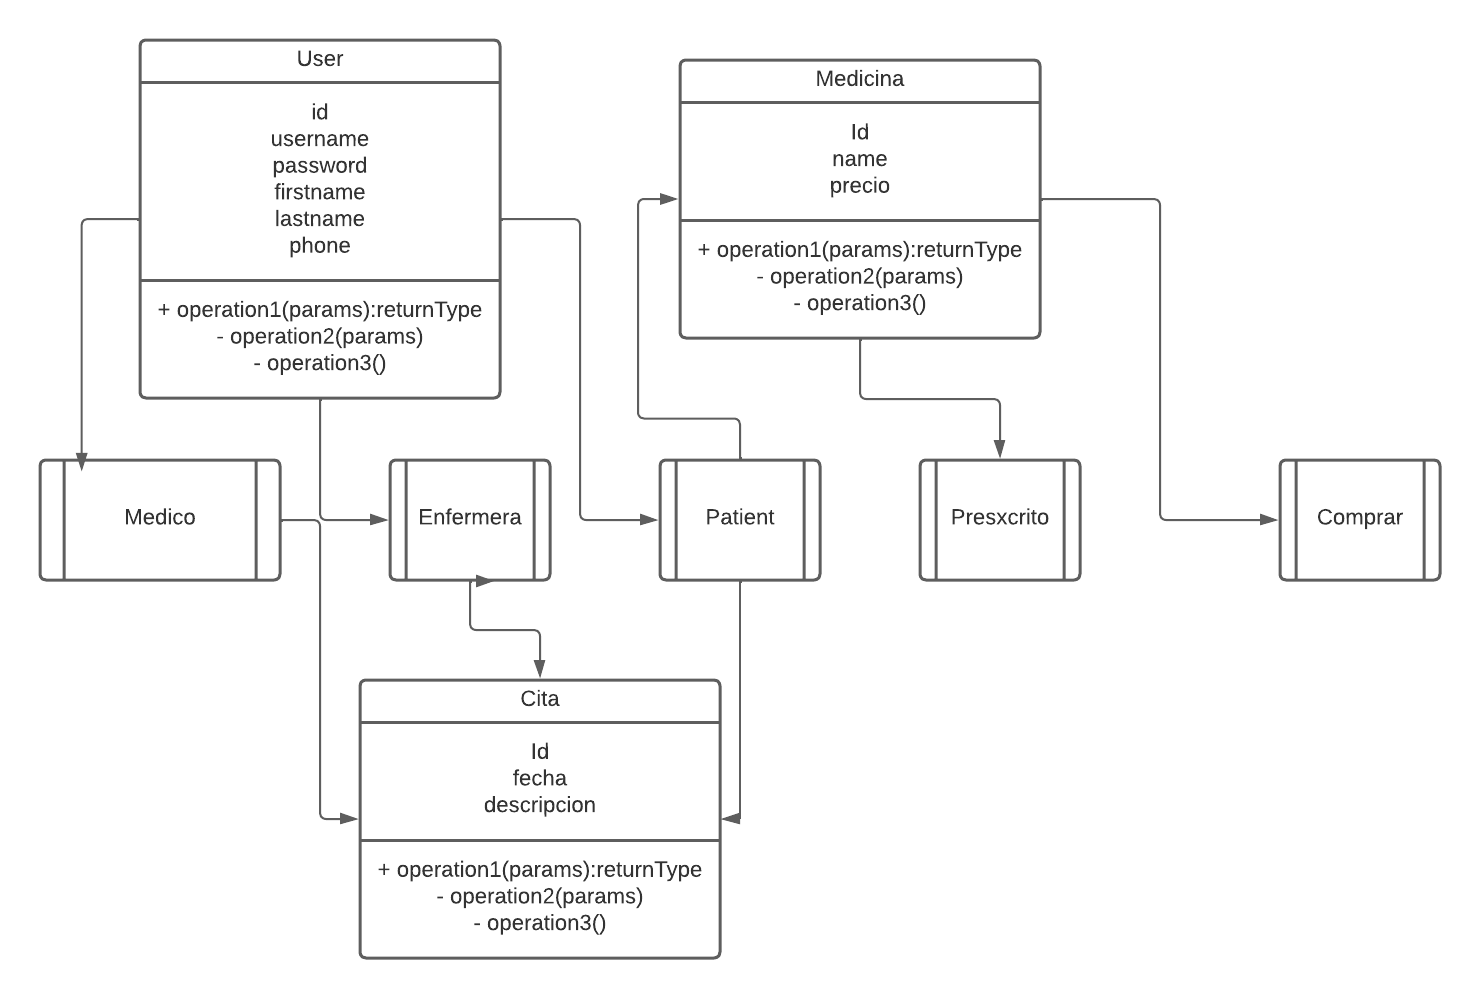 User
id
username
password
firstname
lastname
phone
+ operation1(params):returnType
- operation2(params)
- operation3()
Medicina
Id
name
precio
+ operation1(params):returnType
- operation2(params)
- operation3()
Medico
Enfermera
Patient
Presxcrito
Comprar
Cita
Id
fecha
descripcion
+ operation1(params):returnType
- operation2(params)
- operation3()